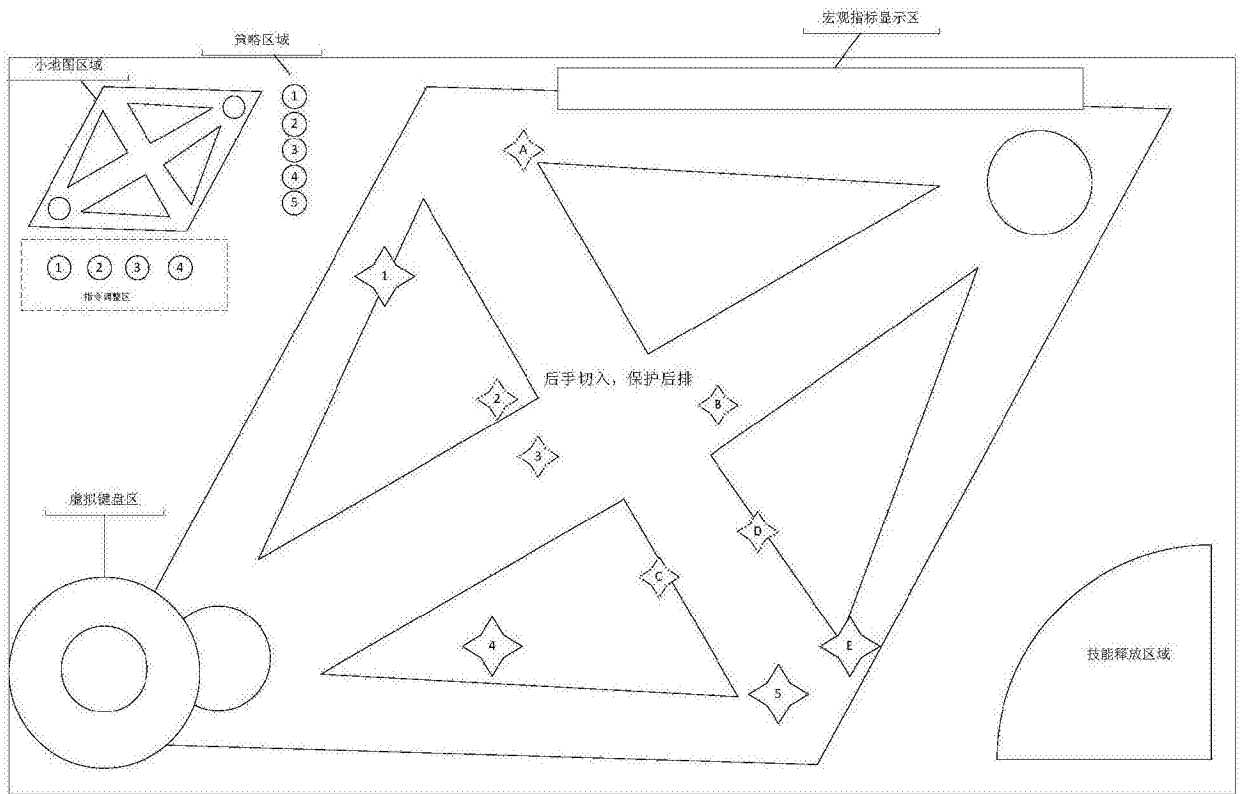 宏观指标显示区
策略区域
小地图区域
1
2
3
4
5
1 2 3 4
指令调整区
A
1
后手切入，保护后排
2
B
3
虚拟键盘区
D
C
4
E
5
技能释放区域